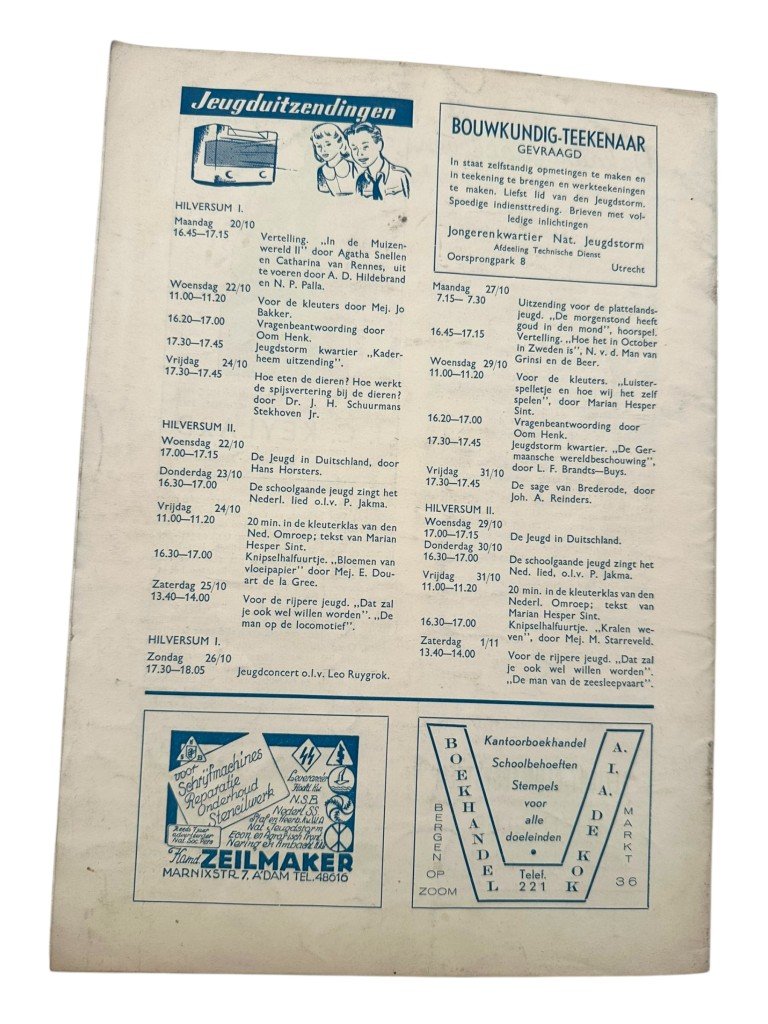 Jeugduitzendingen
HILVERSUM I.
Maandag 20/10
16.45—17.15 Vertelling. „In de Muizen-
wereld II” door Agatha Snellen
en Catharina van Rennes, uit
te voeren door A. D. Hildebrand
en N. P. Palla.
Woensdag 22/10
11.00—11.20 Voor de kleuters door Mej. Jo
Bakker.
16.20—17.00 Vragenbeantwoording door
Oom Henk.
17.30—17.45 Jeugdstorm kwartier „Kader-
heem uitzending”.
Vrijdag 24/10
17.30—17.45 Hoe eten de dieren? Hoe werkt
de spijsvertering bij de dieren?
door Dr. J. H. Schuurmans
Stekhoven Jr.
HILVERSUM II.
Woensdag 22/10
17.00—17.15 De Jeugd in Duitschland, door
Hans Horsters.
Donderdag 23/10
16.30—17.00 De schoolgaande jeugd zingt het
Nederl. lied o.l.v. P. Jakma.
Vrijdag 24/10
11.00—11.20 20 min. in de kleuterklas van den
Ned. Omroep; tekst van Marian
Hesper Sint.
16.30—17.00 Knipselhalfuurtje. „Bloemen van
vloeipapier” door Mej. E. Dou-
art de la Gree.
Zaterdag 25/10
13.40—14.00 Voor de rijpere jeugd. „Dat zal
je ook wel willen worden”. „De
man op de locomotief”.
HILVERSUM I.
Zondag 26/10
17.30—18.05 Jeugdconcert o.l.v. Leo Ruygrok.
BOUWKUNDIG-TEEKENAAR
GEVRAAGD
In staat zelfstandig opmetingen te maken en
in teekening te brengen en werkteekeningen
te maken. Liefst lid van den Jeugdstorm.
Spoedige indiensttreding. Brieven met vol-
ledige inlichtingen
Jongerenkwartier Nat. Jeugdstorm
Afdeeling Technische Dienst
Oorsprongpark 8 Utrecht
Maandag 27/10
7.15— 7.30 Uitzending voor de plattelands-
jeugd. „De morgenstond heeft
goud in den mond”, hoorspel.
16.45—17.15 Vertelling. „Hoe het in October
in Zweden is”, N. v. d. Man van
Grinsi en de Beer.
Woensdag 29/10
11.00—11.20 Voor de kleuters. „Luister-
spelletje en hoe wij het zelf
spelen”, door Marian Hesper
Sint.
16.20—17.00 Vragenbeantwoording door
Oom Henk.
17.30—17.45 Jeugdstorm kwartier. „De Ger-
maansche wereldbeschouwing”,
door L. F. Brandts—Buys.
Vrijdag 31/10
17.30—17.45 De sage van Brederode, door
Joh. A. Reinders.
HILVERSUM II.
Woensdag 29/10
17.00—17.15 De Jeugd in Duitschland.
Donderdag 30/10
16.30—17.00 De schoolgaande jeugd zingt het
Ned. lied, o.l.v. P. Jakma.
Vrijdag 31/10
11.00—11.20 20 min. in de kleuterklas van den
Nederl. Omroep; tekst van
Marian Hesper Sint.
16.30—17.00 Knipselhalfuurtje. „Kralen we-
ven”, door Mej. M. Starreveld.
Zaterdag 1/11
13.40—14.00 Voor de rijpere jeugd. „Dat zal
je ook wel willen worden”.
„De man van de zeesleepvaart”.
voor
Schrijfmachines
Reparatie
Onderhoud
Stencilwerk
Reeds 7 jaar
adverteerder
Nat. Soc. Pers
Leverancier
N.S.B.
Nederl. SS.
Nat. Jeugdstorm
Econ. en Agrarisch Front
Fa. ZEILMAKER
MARNIXSTR. 7, A'DAM TEL. 48616
BOEKHANDEL
A. J. A. DE KOK
Kantoorboekhandel
Schoolbehoeften
Stempels
voor
alle
doeleinden
Telef.
221
BERGEN OP ZOOM
MARKT 36